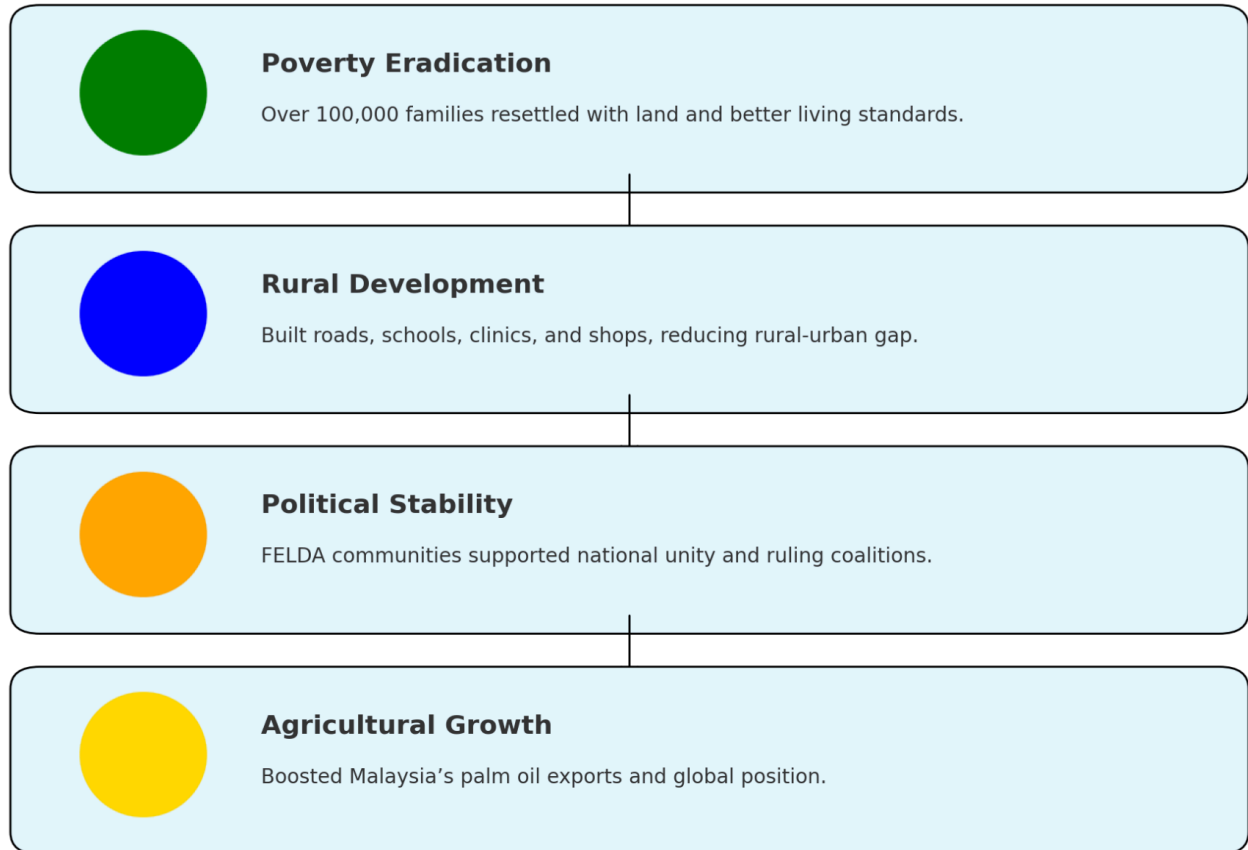 Poverty Eradication
Over 100,000 families resettled with land and better living standards.
Rural Development
Built roads, schools, clinics, and shops, reducing rural-urban gap.
Political Stability
FELDA communities supported national unity and ruling coalitions.
Agricultural Growth
Boosted Malaysia’s palm oil exports and global position.